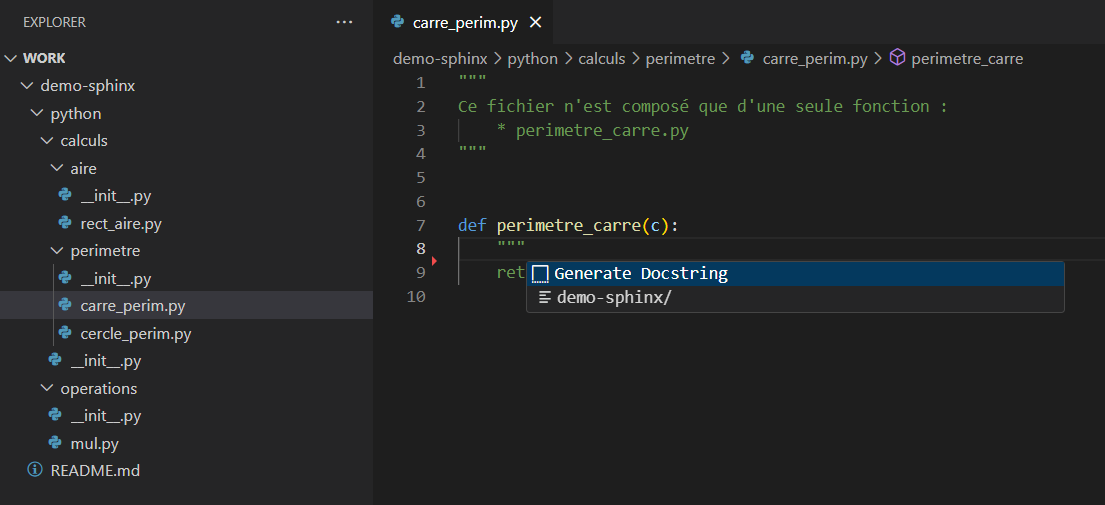 EXPLORER
WORK
demo-sphinx
python
calculs
aire
__init__.py
rect_aire.py
perimetre
__init__.py
carre_perim.py
cercle_perim.py
__init__.py
operations
__init__.py
mul.py
README.md
carre_perim.py
demo-sphinx > python > calculs > perimetre > carre_perim.py > perimetre_carre
1 """
2 Ce fichier n'est composé que d'une seule fonction :
3 * perimetre_carre.py
4 """
5
6
7 def perimetre_carre(c):
8 """
9 ret
Generate Docstring
demo-sphinx/
10